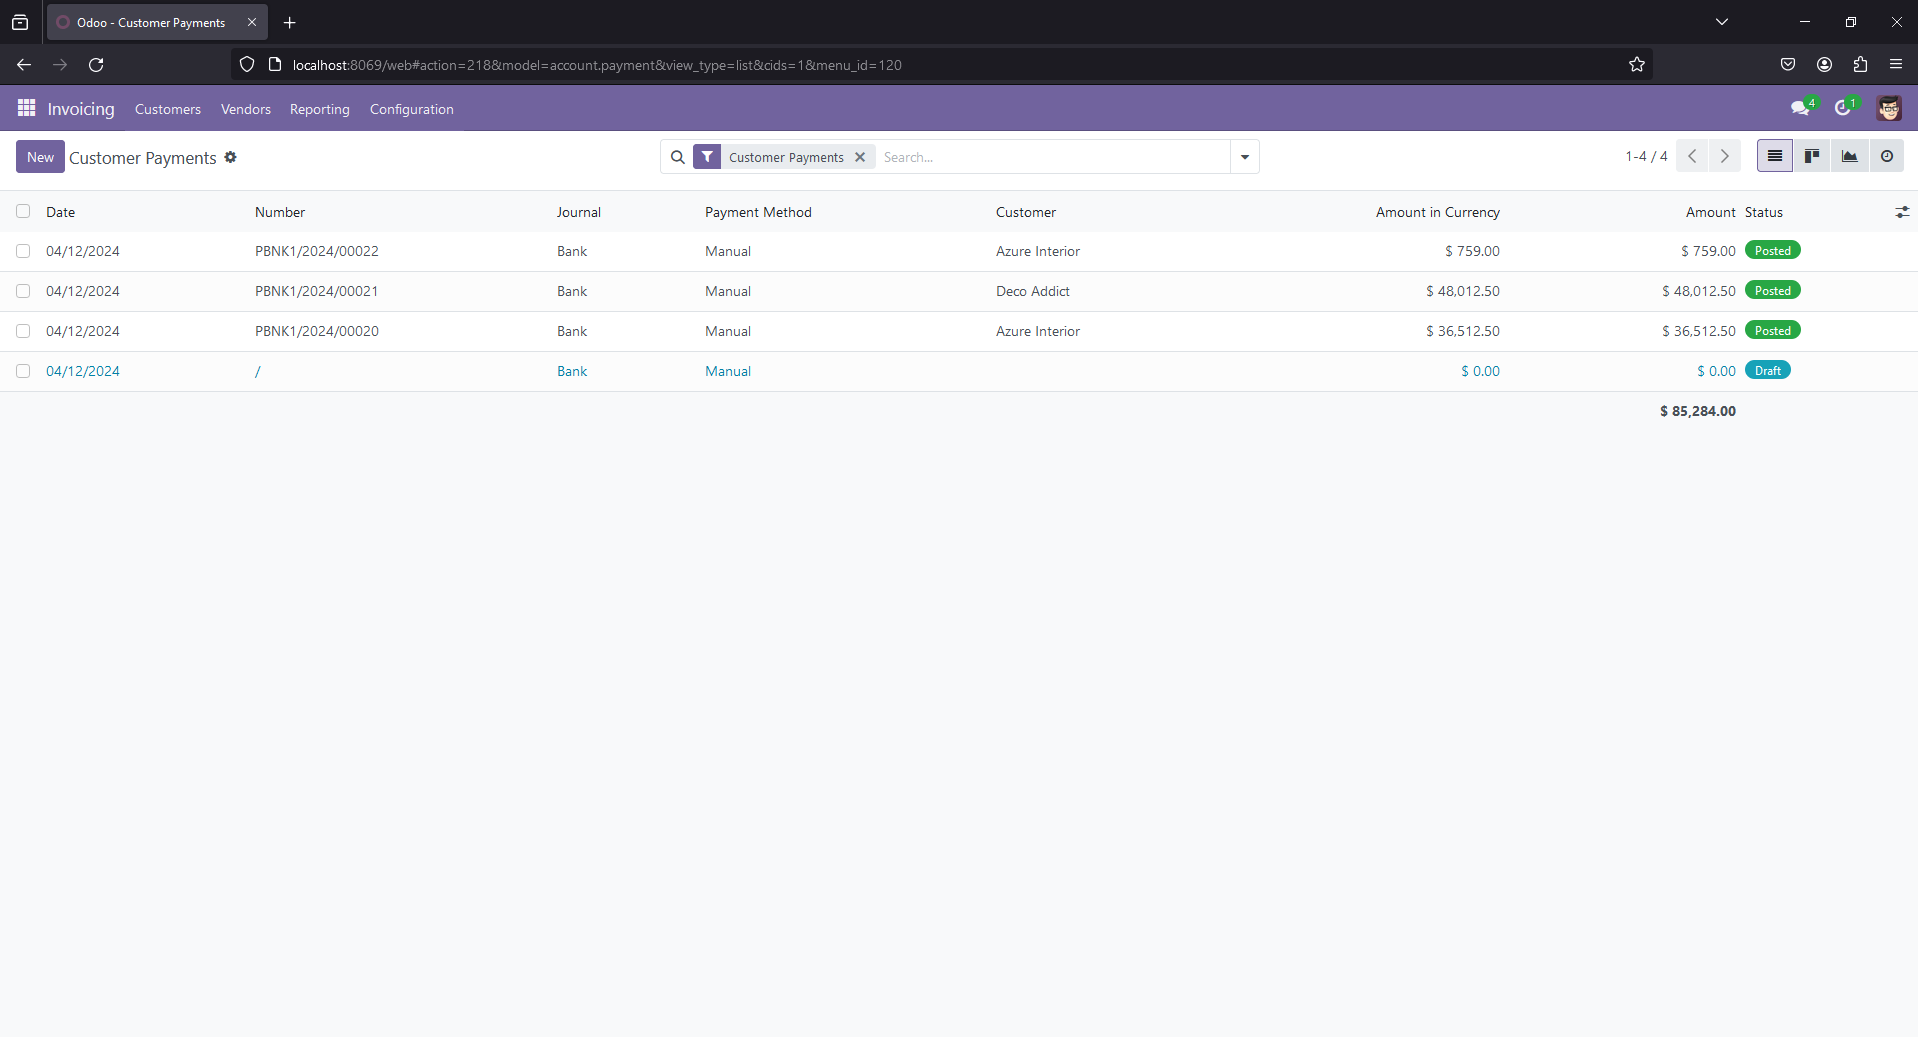 Odoo - Customer Payments
localhost:8069/web#action=218&model=account.payment&view_type=list&cids=1&menu_id=120
Invoicing Customers Vendors Reporting Configuration 4 1
New Customer Payments Customer Payments Search... 1-4 / 4
Date Number Journal Payment Method Customer Amount in Currency Amount Status
04/12/2024 PBNK1/2024/00022 Bank Manual Azure Interior $ 759.00 $ 759.00 Posted
04/12/2024 PBNK1/2024/00021 Bank Manual Deco Addict $ 48,012.50 $ 48,012.50 Posted
04/12/2024 PBNK1/2024/00020 Bank Manual Azure Interior $ 36,512.50 $ 36,512.50 Posted
04/12/2024 / Bank Manual $ 0.00 $ 0.00 Draft
$ 85,284.00